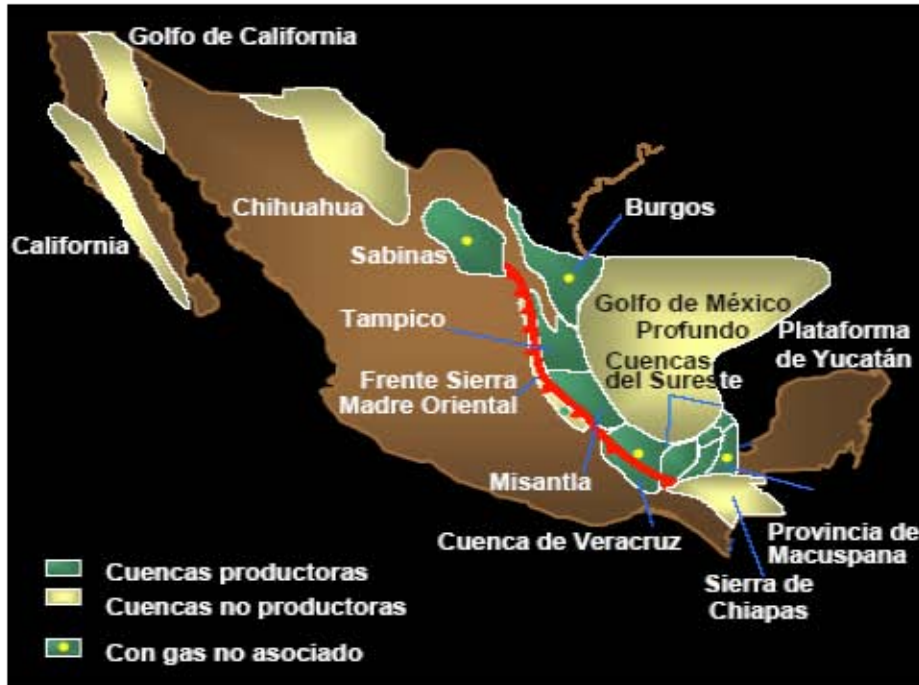 Golfo de California
Chihuahua
California
Sabinas
Burgos
Tampico
Golfo de México
Profundo
Plataforma
de Yucatán
Cuencas
del Sureste
Frente Sierra
Madre Oriental
Misantla
Cuenca de Veracruz
Provincia de
Macuspana
Sierra de
Chiapas
Cuencas productoras
Cuencas no productoras
Con gas no asociado